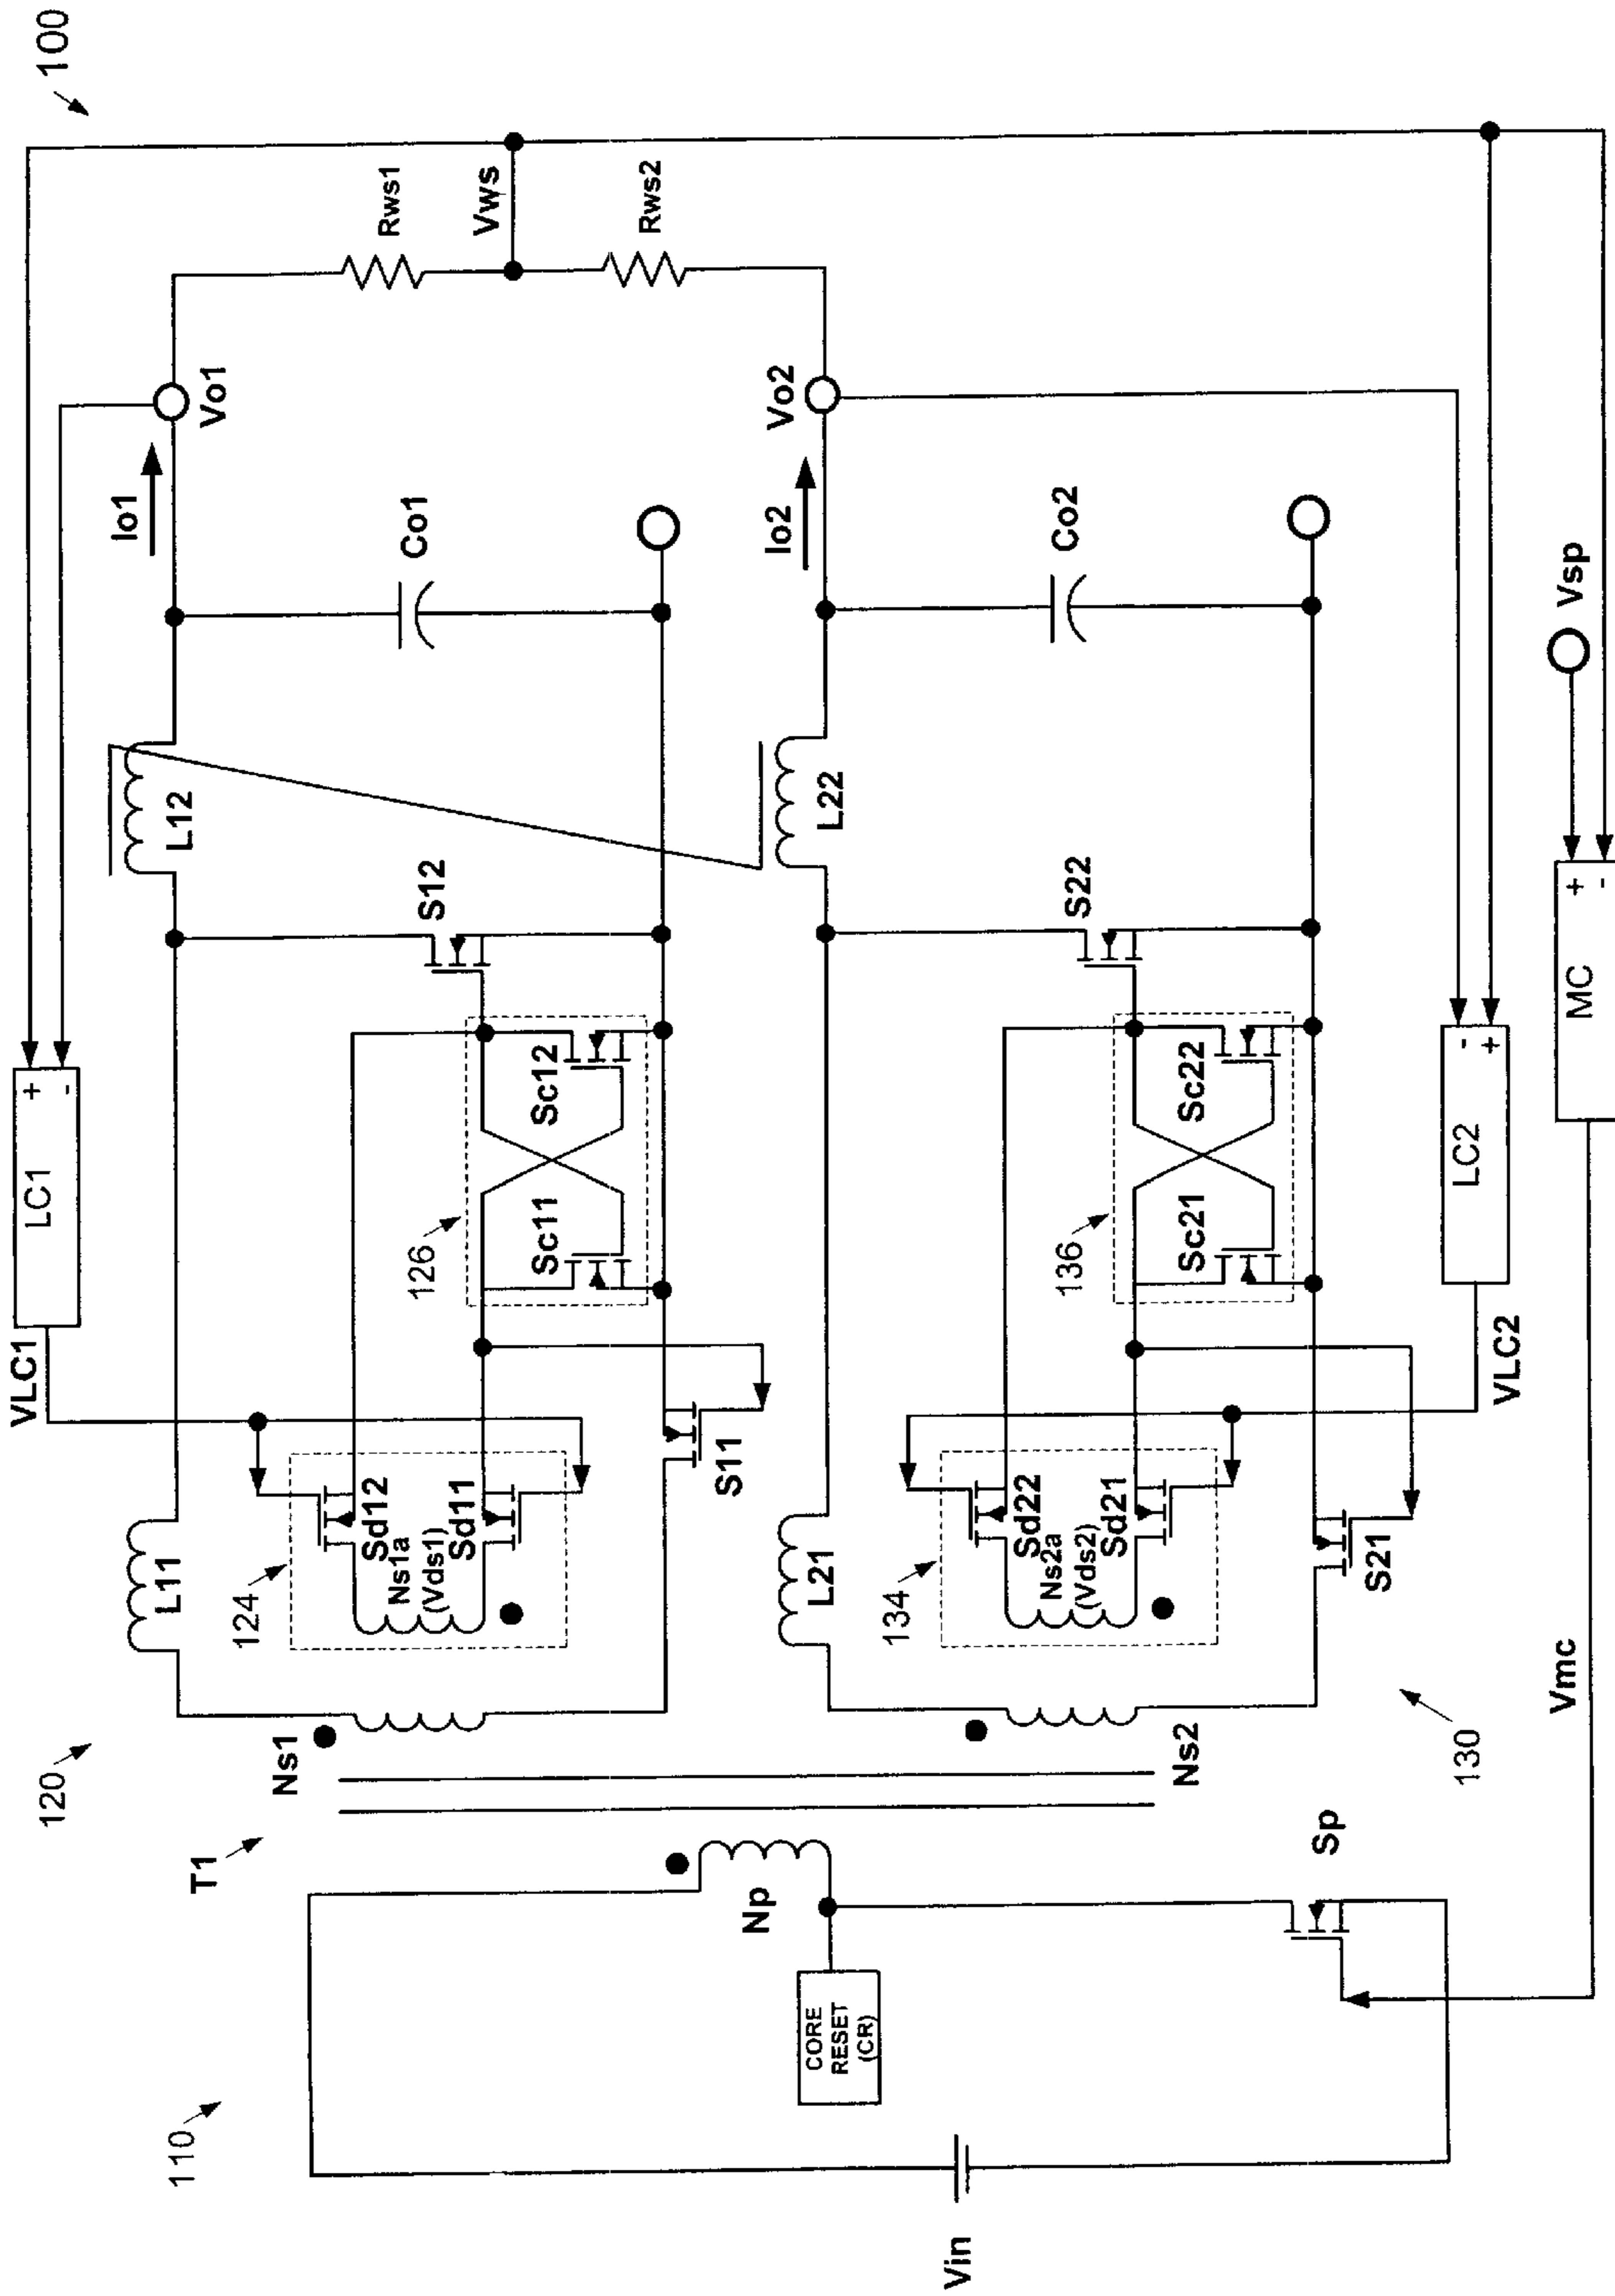 100
LC1
+
-
VLC1
120
L11
L12
Io1
Vo1
Rws1
Vws
Rws2
T1
Ns1
124
Sd12
Ns1a
(Vds1)
Sd11
126
Sc11
Sc12
S12
Co1
S11
110
Vin
CORE
RESET
(CR)
Np
Sp
L21
L22
Io2
Vo2
Ns2
134
Sd22
Ns2a
(Vds2)
Sd21
136
Sc21
Sc22
S22
Co2
S21
130
VLC2
LC2
-
+
Vmc
MC
+
-
Vsp